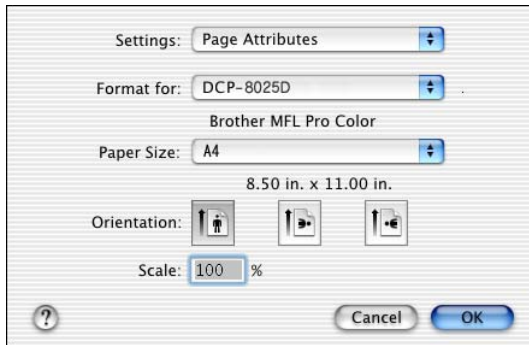 Settings: Page Attributes
Format for: DCP-8025D
Brother MFL Pro Color
Paper Size: A4
8.50 in. x 11.00 in.
Orientation:
Scale: 100 %
? Cancel OK